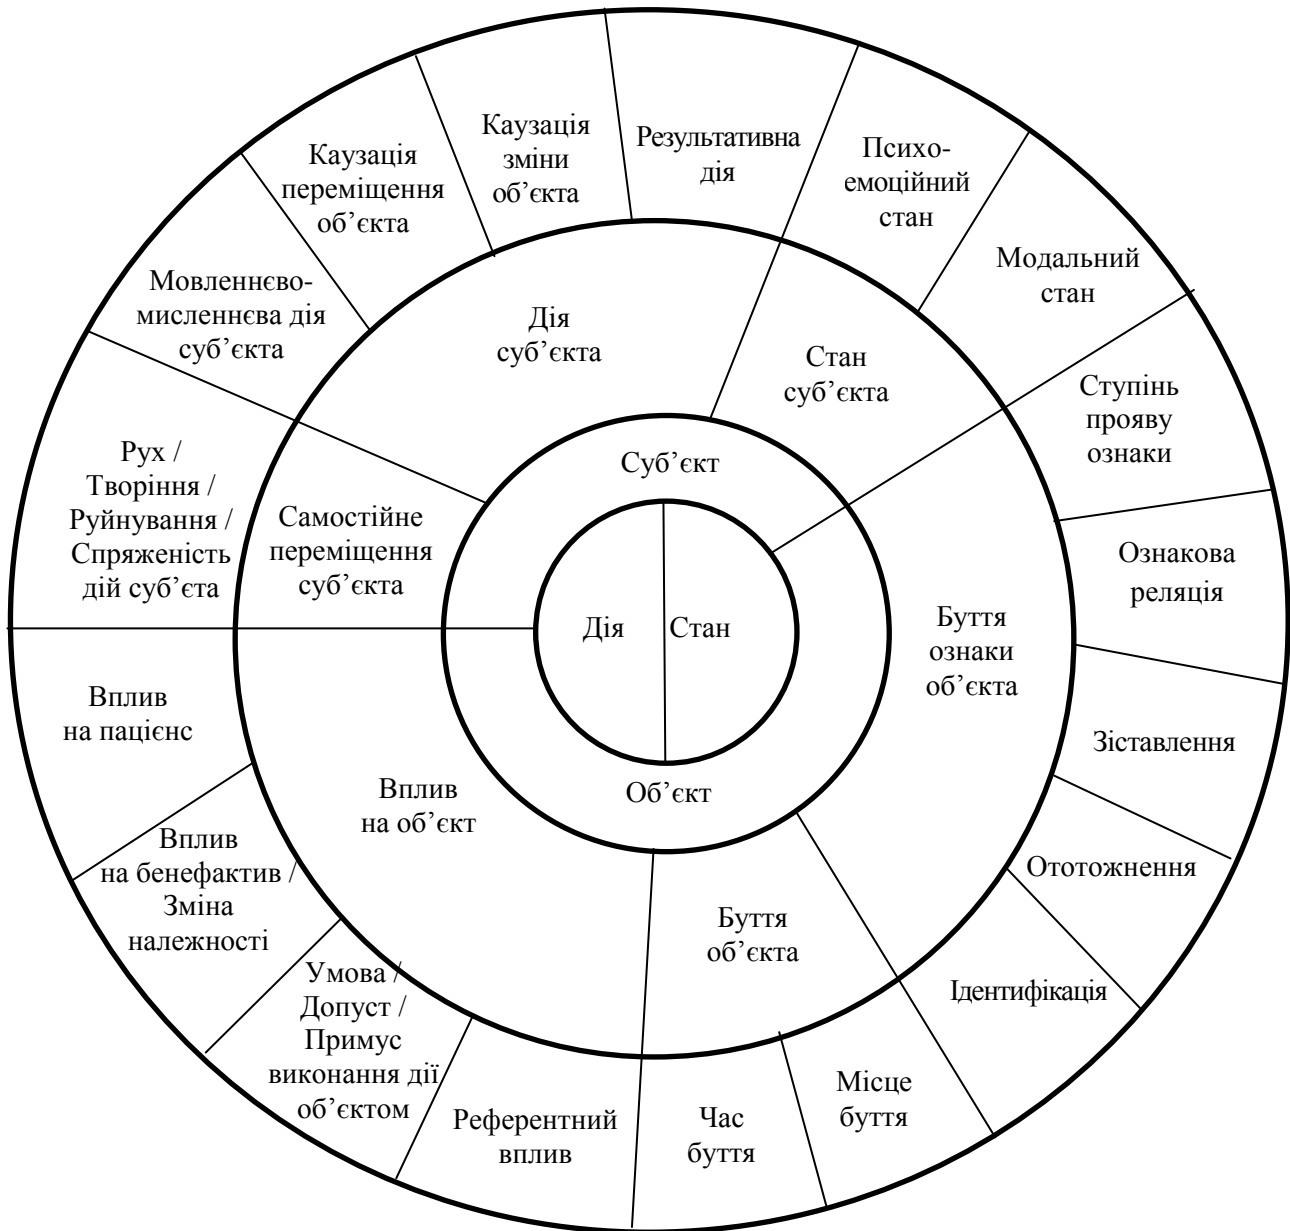 Каузація
зміни
об’єкта
Результативна
дія
Каузація
переміщення
об’єкта
Психо-
емоційний
стан
Мовленнєво-
мисленнєва дія
суб’єкта
Модальний
стан
Дія
суб’єкта
Стан
суб’єкта
Ступінь
прояву
ознаки
Рух /
Творіння /
Руйнування /
Спряженість
дій суб’єта
Самостійне
переміщення
суб’єкта
Суб’єкт
Ознакова
реляція
Дія
Стан
Буття
ознаки
об’єкта
Вплив
на пацієнс
Зіставлення
Вплив
на об’єкт
Об’єкт
Вплив
на бенефактив /
Зміна
належності
Ототожнення
Буття
об’єкта
Ідентифікація
Умова /
Допуст /
Примус
виконання дії
об’єктом
Референтний
вплив
Час
буття
Місце
буття